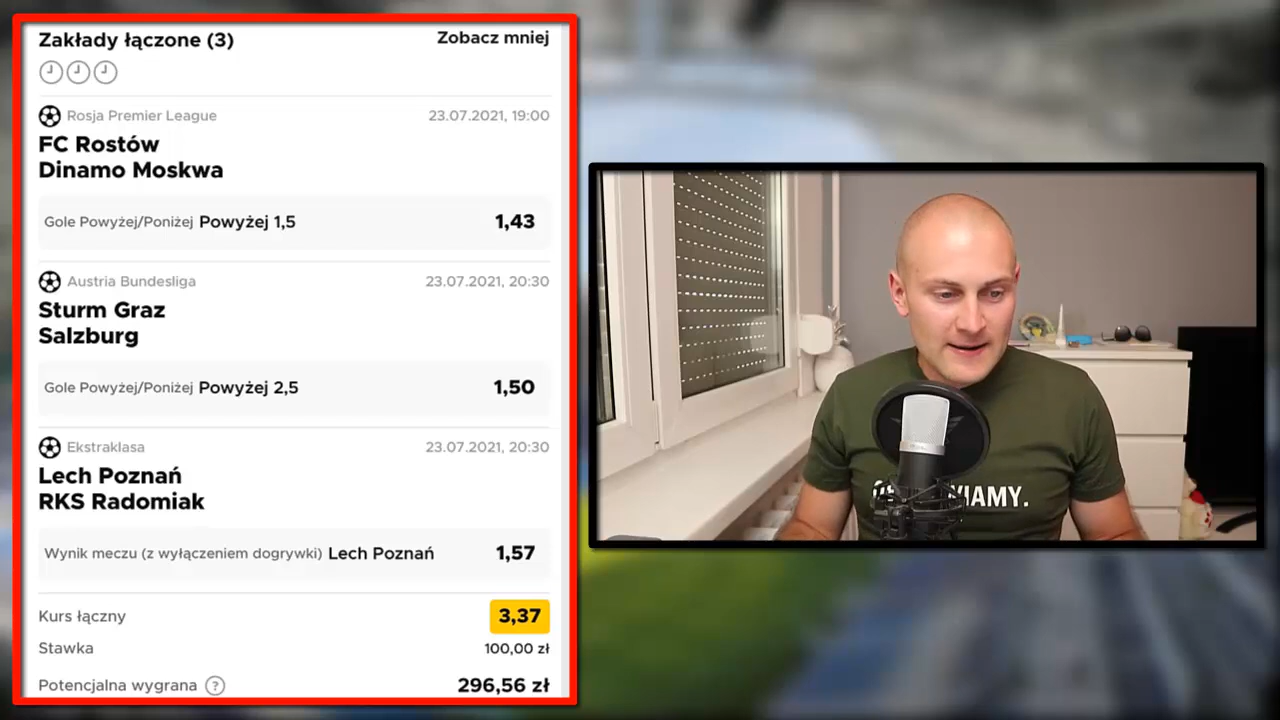 Zakłady łączone (3)
Zobacz mniej
Rosja Premier League
23.07.2021, 19:00
FC Rostów
Dinamo Moskwa
Gole Powyżej/Poniżej Powyżej 1,5
1,43
Austria Bundesliga
23.07.2021, 20:30
Sturm Graz
Salzburg
Gole Powyżej/Poniżej Powyżej 2,5
1,50
Ekstraklasa
23.07.2021, 20:30
Lech Poznań
RKS Radomiak
Wynik meczu (z wyłączeniem dogrywki) Lech Poznań
1,57
Kurs łączny
3,37
Stawka
100,00 zł
Potencjalna wygrana ?
296,56 zł